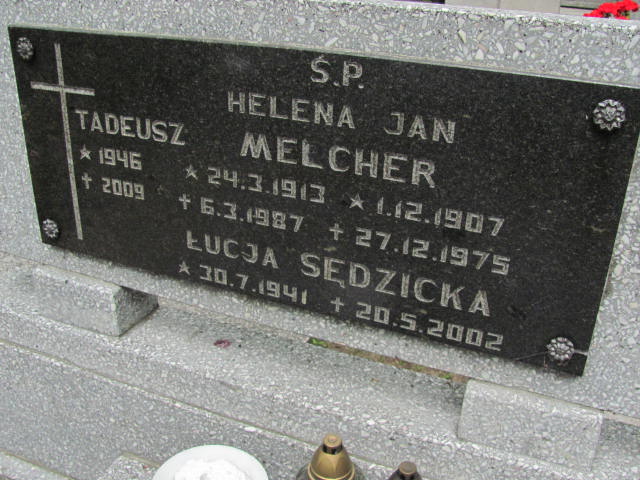 Ś.P.
HELENA JAN
MELCHER
* 24.3.1913 * 1.12.1907
+ 6.3.1987 + 27.12.1975
TADEUSZ
* 1946
+ 2009
ŁUCJA SĘDZICKA
* 30.7.1941 + 20.5.2002